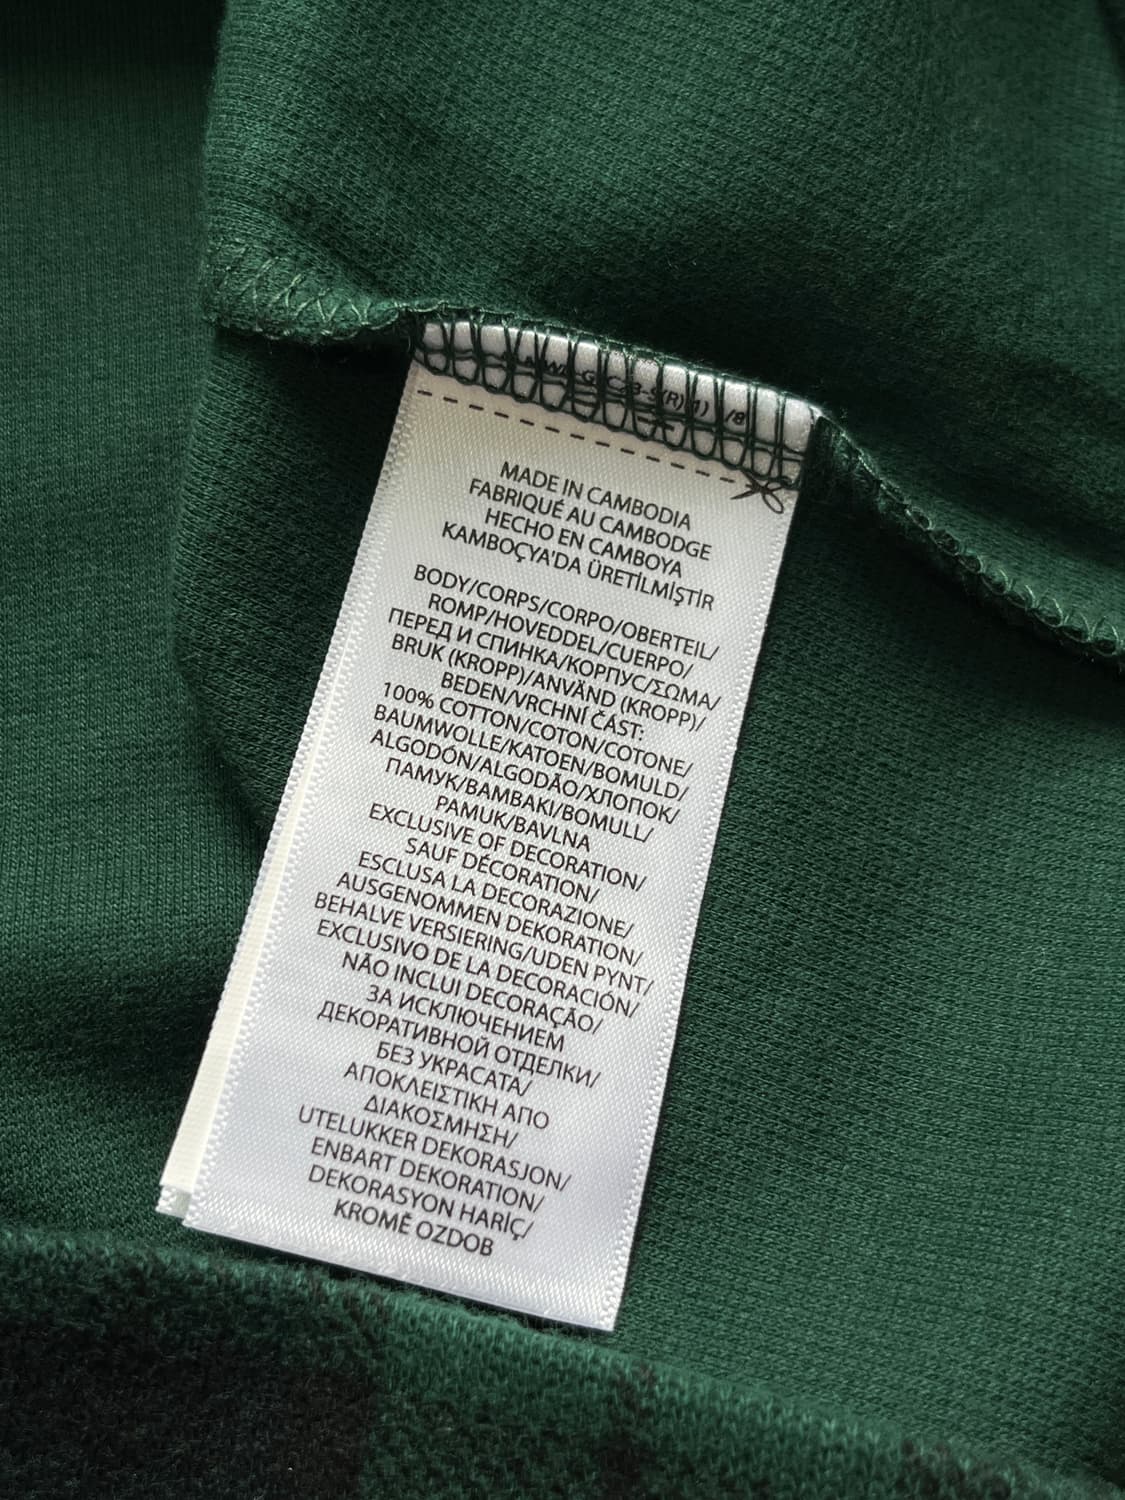 MADE IN CAMBODIA
FABRIQUÉ AU CAMBODGE
HECHO EN CAMBOYA
KAMBOÇYA'DA ÜRETİLMİŞTİR
BODY/CORPS/CORPO/OBERTEIL/
ROMP/HOVEDDEL/CUERPO/
ПЕРЕД И СПИНКА/КОРПУС/ΣΩΜΑ/
BRUK (KROPP)/ANVÄND (KROPP)/
BEDEN/VRCHNÍ ČÁST:
100% COTTON/COTON/COTONE/
BAUMWOLLE/KATOEN/BOMULD/
ALGODÓN/ALGODÃO/ХЛОПОК/
ПАМУК/ΒΑΜΒΑΚΙ/BOMULL/
PAMUK/BAVLNA
EXCLUSIVE OF DECORATION/
SAUF DÉCORATION/
ESCLUSA LA DECORAZIONE/
AUSGENOMMEN DEKORATION/
BEHALVE VERSIERING/UDEN PYNT/
EXCLUSIVO DE LA DECORACIÓN/
NÃO INCLUI DECORAÇÃO/
ЗА ИСКЛЮЧЕНИЕМ
ДЕКОРАТИВНОЙ ОТДЕЛКИ/
БЕЗ УКРАСАТА/
ΑΠΟΚΛΕΙΣΤΙΚΗ ΑΠΟ
ΔΙΑΚΟΣΜΗΣΗ/
UTELUKKER DEKORASJON/
ENBART DEKORATION/
DEKORASYON HARİÇ/
KROMĚ OZDOB